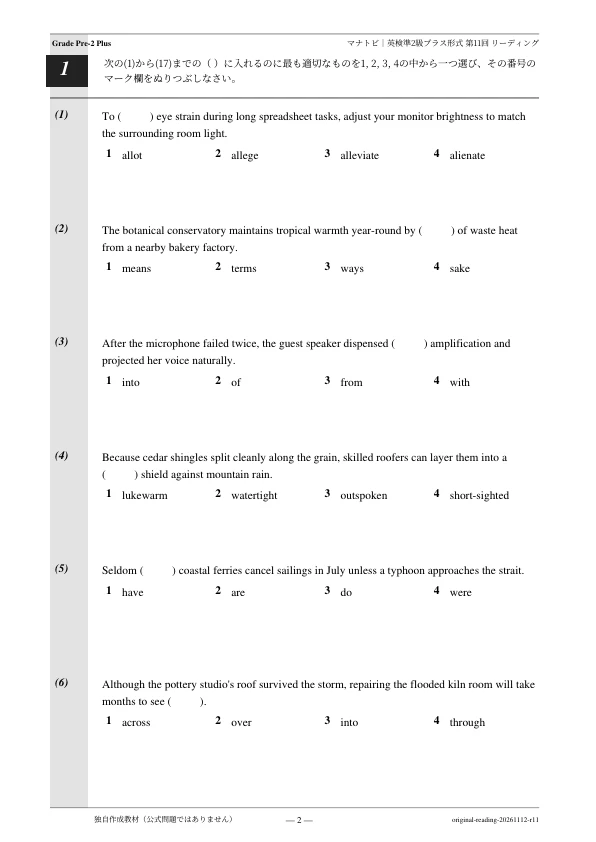 Grade Pre-2 Plus
マナトビ｜英検準2級プラス形式 第11回 リーディング
1
次の(1)から(17)までの（ ）に入れるのに最も適切なものを1, 2, 3, 4の中から一つ選び、その番号の
マーク欄をぬりつぶしなさい。
(1)
To (   ) eye strain during long spreadsheet tasks, adjust your monitor brightness to match
the surrounding room light.
1 allot 2 allege 3 alleviate 4 alienate
(2)
The botanical conservatory maintains tropical warmth year-round by (   ) of waste heat
from a nearby bakery factory.
1 means 2 terms 3 ways 4 sake
(3)
After the microphone failed twice, the guest speaker dispensed (   ) amplification and
projected her voice naturally.
1 into 2 of 3 from 4 with
(4)
Because cedar shingles split cleanly along the grain, skilled roofers can layer them into a
(   ) shield against mountain rain.
1 lukewarm 2 watertight 3 outspoken 4 short-sighted
(5)
Seldom (   ) coastal ferries cancel sailings in July unless a typhoon approaches the strait.
1 have 2 are 3 do 4 were
(6)
Although the pottery studio's roof survived the storm, repairing the flooded kiln room will take
months to see (   ).
1 across 2 over 3 into 4 through
独自作成教材（公式問題ではありません）
— 2 —
original-reading-20261112-r11